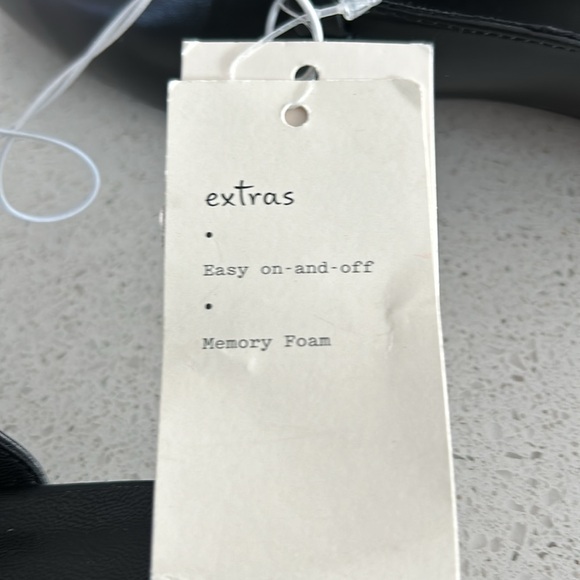 extras
•
Easy on-and-off
•
Memory Foam